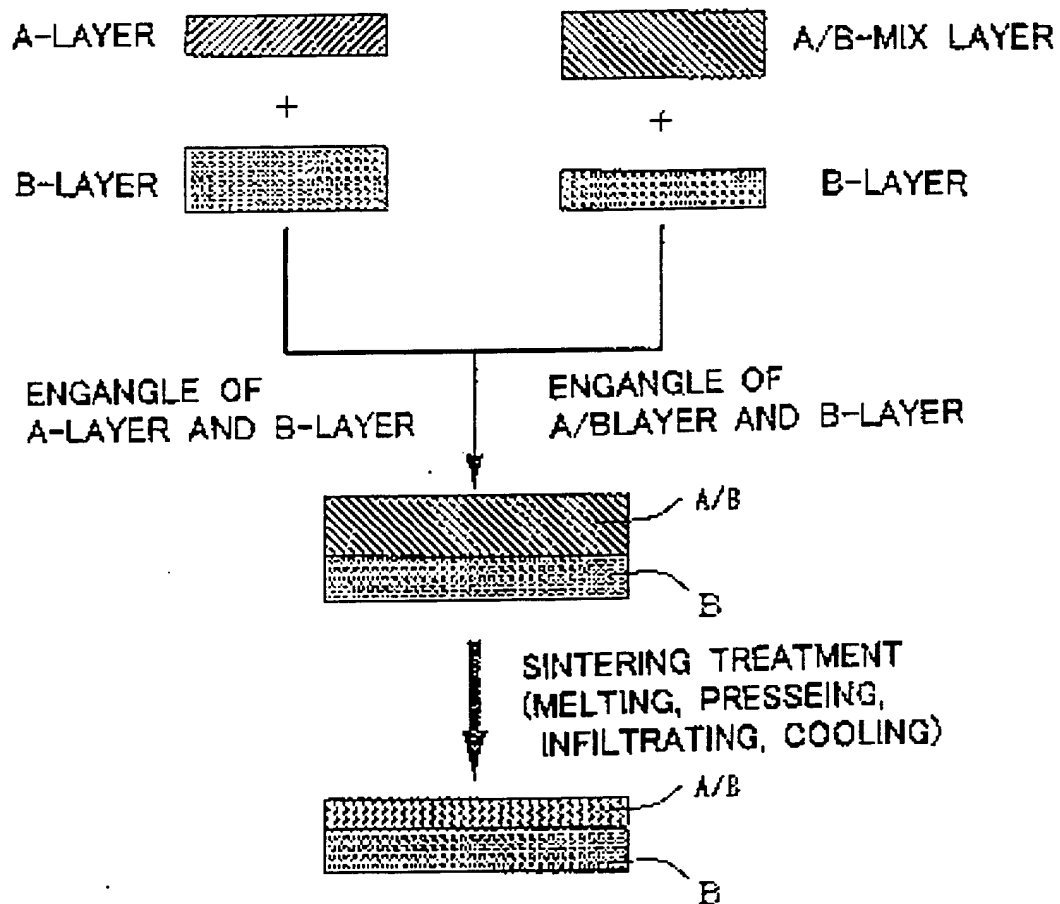 A-LAYER
A/B-MIX LAYER
+
+
B-LAYER
B-LAYER
ENGANGLE OF
A-LAYER AND B-LAYER
ENGANGLE OF
A/BLAYER AND B-LAYER
A/B
B
SINTERING TREATMENT
(MELTING, PRESSEING,
INFILTRATING, COOLING)
A/B
B